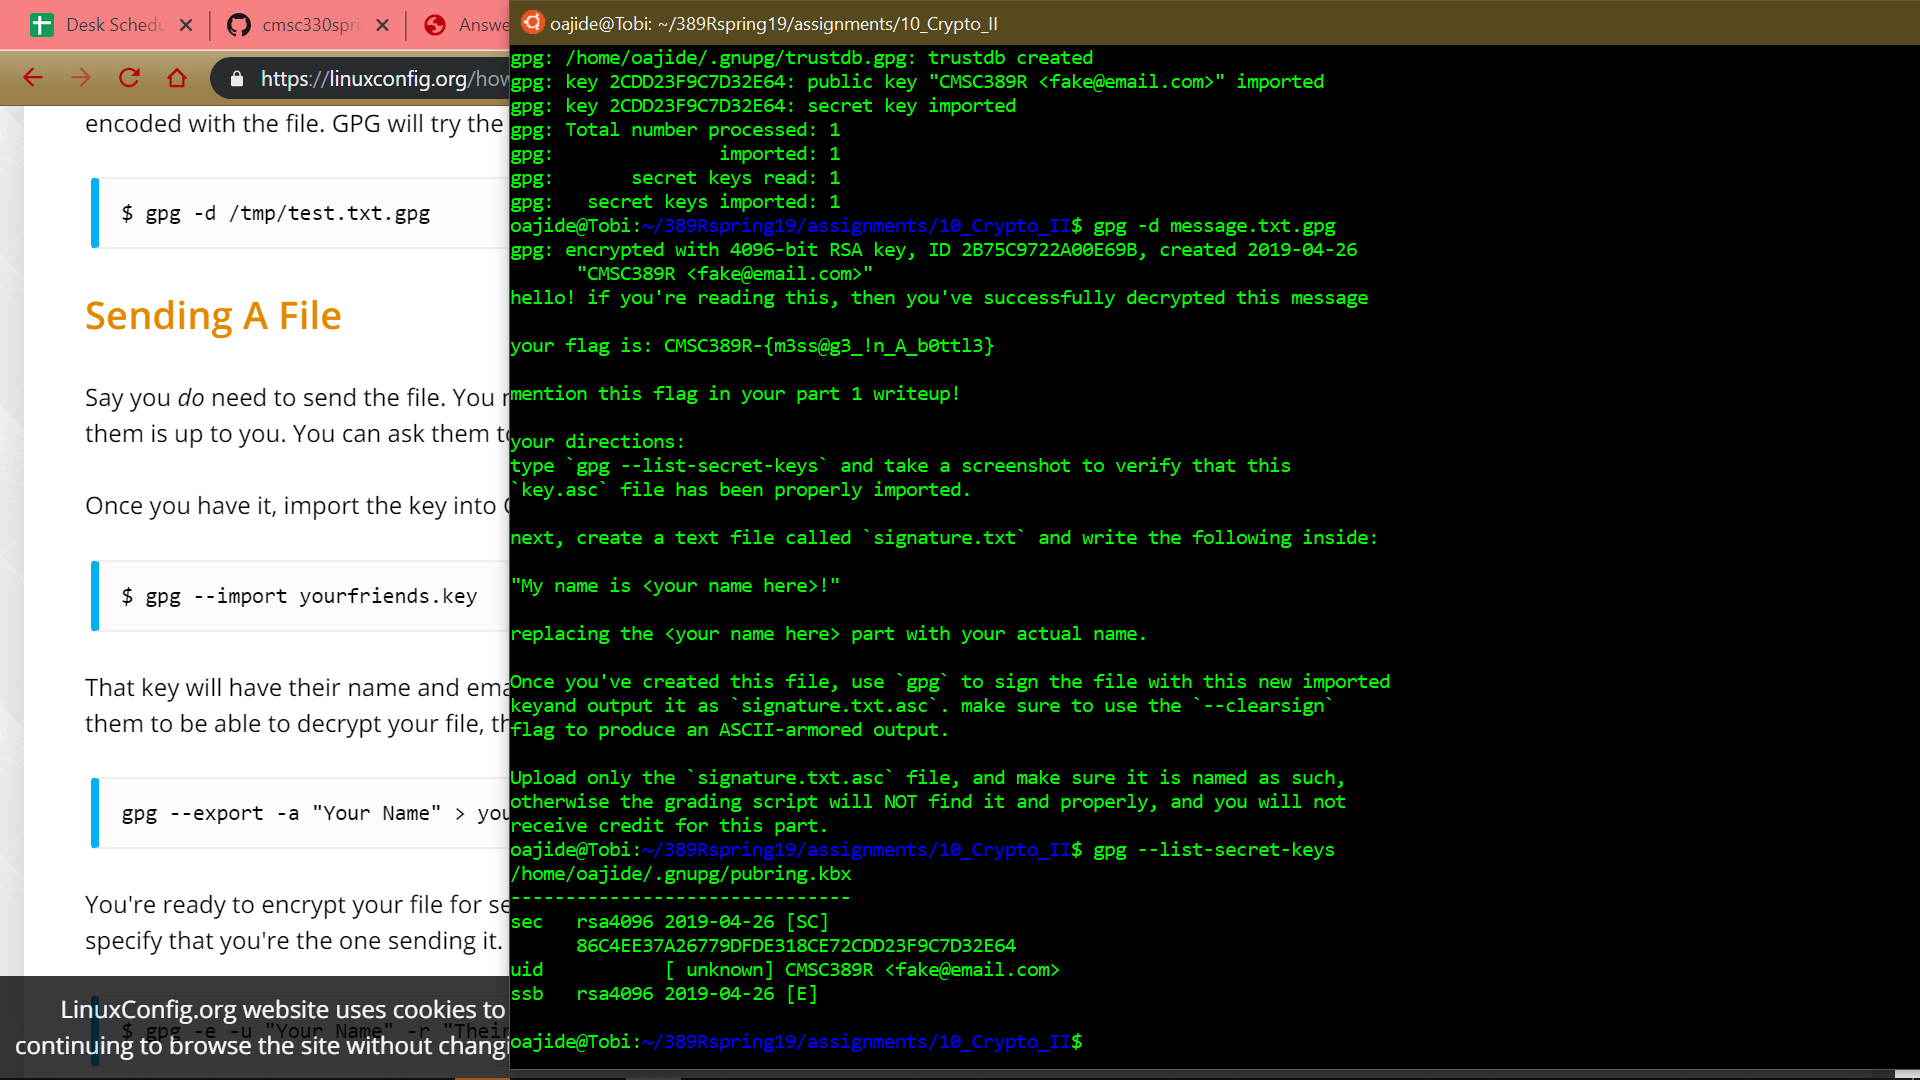 Desk Schedu
cmsc330spri
Answe
https://linuxconfig.org/how
encoded with the file. GPG will try the
$ gpg -d /tmp/test.txt.gpg
Sending A File
Say you do need to send the file. You
them is up to you. You can ask them to
Once you have it, import the key into
$ gpg --import yourfriends.key
That key will have their name and ema
them to be able to decrypt your file, th
gpg --export -a "Your Name" > you
You're ready to encrypt your file for se
specify that you're the one sending it.
$ gpg -e -u "Your Name" -r "Their
LinuxConfig.org website uses cookies to
continuing to browse the site without changi
oajide@Tobi: ~/389Rspring19/assignments/10_Crypto_II
gpg: /home/oajide/.gnupg/trustdb.gpg: trustdb created
gpg: key 2CDD23F9C7D32E64: public key "CMSC389R <fake@email.com>" imported
gpg: key 2CDD23F9C7D32E64: secret key imported
gpg: Total number processed: 1
gpg:               imported: 1
gpg:       secret keys read: 1
gpg:   secret keys imported: 1
oajide@Tobi:~/389Rspring19/assignments/10_Crypto_II$ gpg -d message.txt.gpg
gpg: encrypted with 4096-bit RSA key, ID 2B75C9722A00E69B, created 2019-04-26
      "CMSC389R <fake@email.com>"
hello! if you're reading this, then you've successfully decrypted this message
your flag is: CMSC389R-{m3ss@g3_!n_A_b0ttl3}
mention this flag in your part 1 writeup!
your directions:
type `gpg --list-secret-keys` and take a screenshot to verify that this
`key.asc` file has been properly imported.
next, create a text file called `signature.txt` and write the following inside:
"My name is <your name here>!"
replacing the <your name here> part with your actual name.
Once you've created this file, use `gpg` to sign the file with this new imported
keyand output it as `signature.txt.asc`. make sure to use the `--clearsign`
flag to produce an ASCII-armored output.
Upload only the `signature.txt.asc` file, and make sure it is named as such,
otherwise the grading script will NOT find it and properly, and you will not
receive credit for this part.
oajide@Tobi:~/389Rspring19/assignments/10_Crypto_II$ gpg --list-secret-keys
/home/oajide/.gnupg/pubring.kbx
-------------------------------
sec   rsa4096 2019-04-26 [SC]
      86C4EE37A26779DFDE318CE72CDD23F9C7D32E64
uid           [ unknown] CMSC389R <fake@email.com>
ssb   rsa4096 2019-04-26 [E]
oajide@Tobi:~/389Rspring19/assignments/10_Crypto_II$